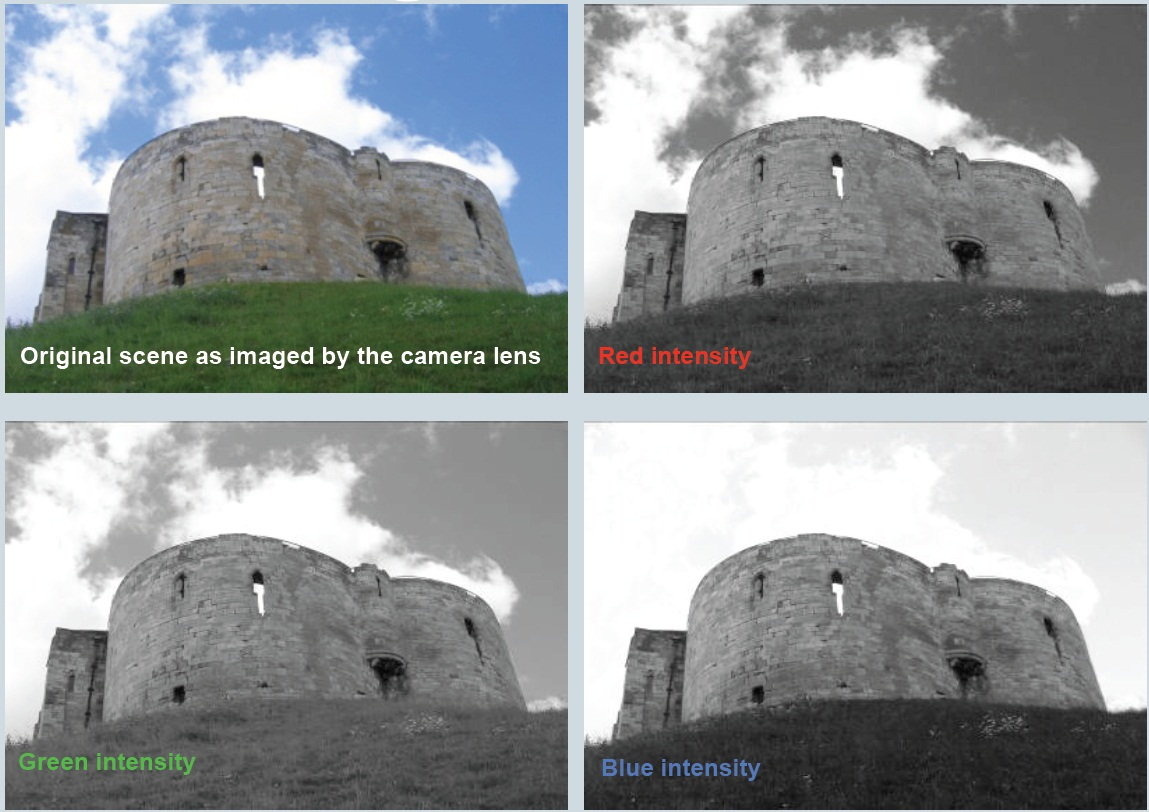 Original scene as imaged by the camera lens
Red intensity
Green intensity
Blue intensity